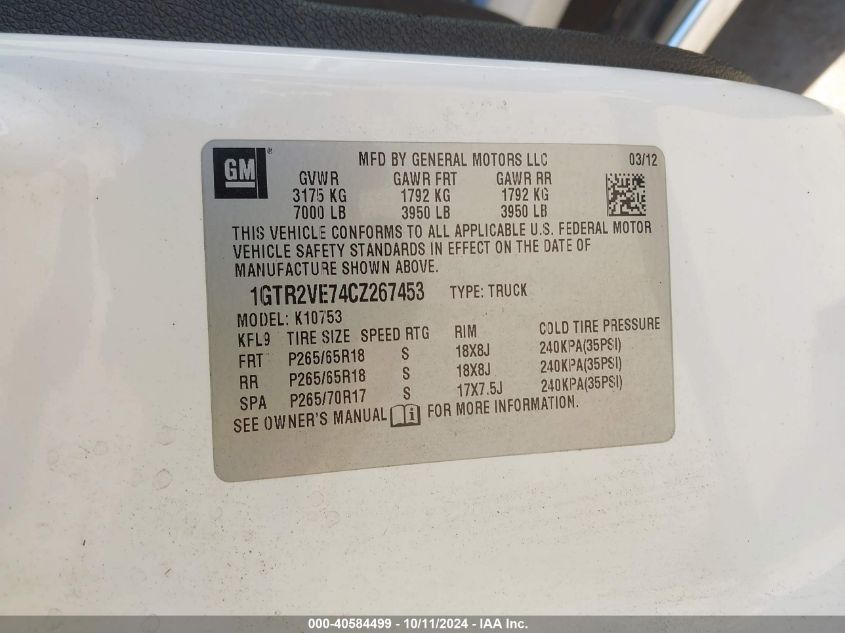 GM®
MFD BY GENERAL MOTORS LLC 03/12
GVWR GAWR FRT GAWR RR
3175 KG 1792 KG 1792 KG
7000 LB 3950 LB 3950 LB
THIS VEHICLE CONFORMS TO ALL APPLICABLE U.S. FEDERAL MOTOR
VEHICLE SAFETY STANDARDS IN EFFECT ON THE DATE OF
MANUFACTURE SHOWN ABOVE.
1GTR2VE74CZ267453 TYPE: TRUCK
MODEL: K10753
KFL9 TIRE SIZE SPEED RTG RIM COLD TIRE PRESSURE
FRT P265/65R18 S 18X8J 240KPA(35PSI)
RR P265/65R18 S 18X8J 240KPA(35PSI)
SPA P265/70R17 S 17X7.5J 240KPA(35PSI)
SEE OWNER'S MANUAL i FOR MORE INFORMATION.
000-40584499 - 10/11/2024 - IAA Inc.